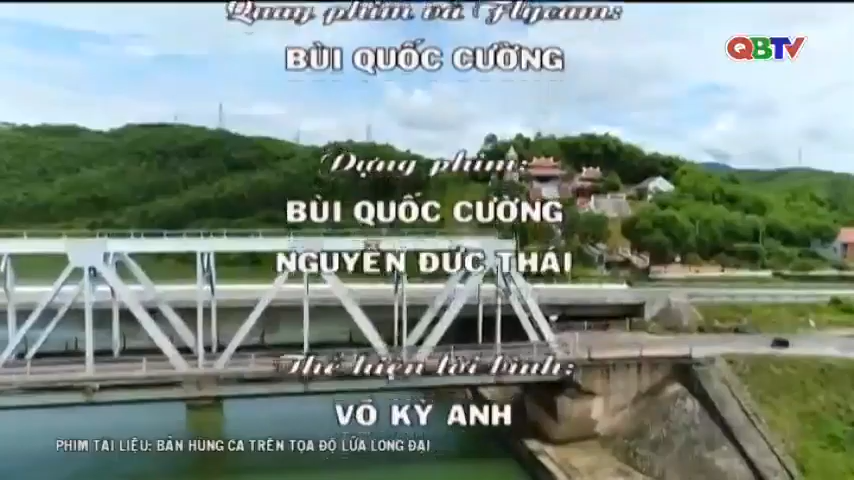 Quay phim và Flycam:
QBTV
BÙI QUỐC CƯỜNG
Dựng phim:
BÙI QUỐC CƯỜNG
NGUYỄN ĐỨC THÁI
Thể hiện lời bình:
VÕ KỲ ANH
PHIM TÀI LIỆU: BẢN HÙNG CA TRÊN TỌA ĐỘ LỬA LONG ĐẠI